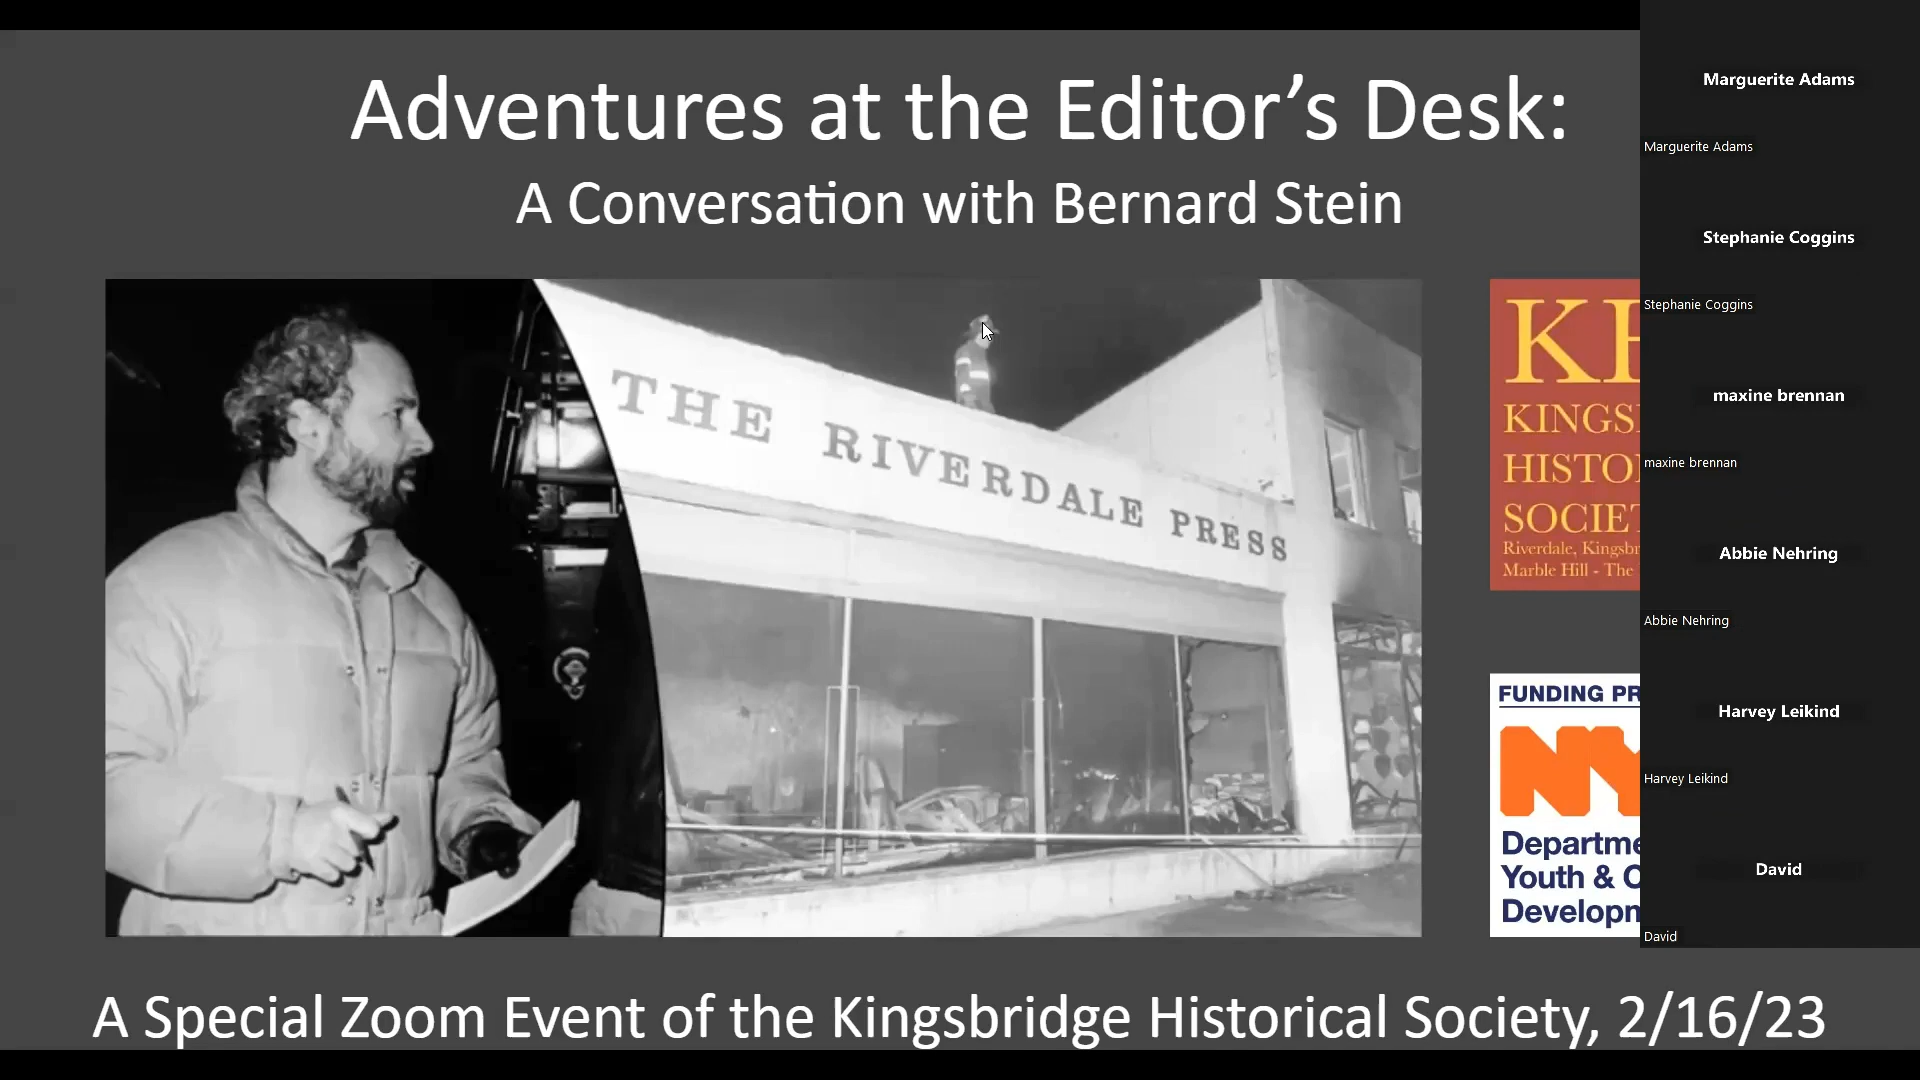 Adventures at the Editor’s Desk:
A Conversation with Bernard Stein
THE RIVERDALE PRESS
KINGS
HISTO
SOCIE
Riverdale, Kingsbr
Marble Hill - The
FUNDING PR
NY
Departme
Youth & C
Developn
A Special Zoom Event of the Kingsbridge Historical Society, 2/16/23
Marguerite Adams
Marguerite Adams
Stephanie Coggins
Stephanie Coggins
maxine brennan
maxine brennan
Abbie Nehring
Abbie Nehring
Harvey Leikind
Harvey Leikind
David
David